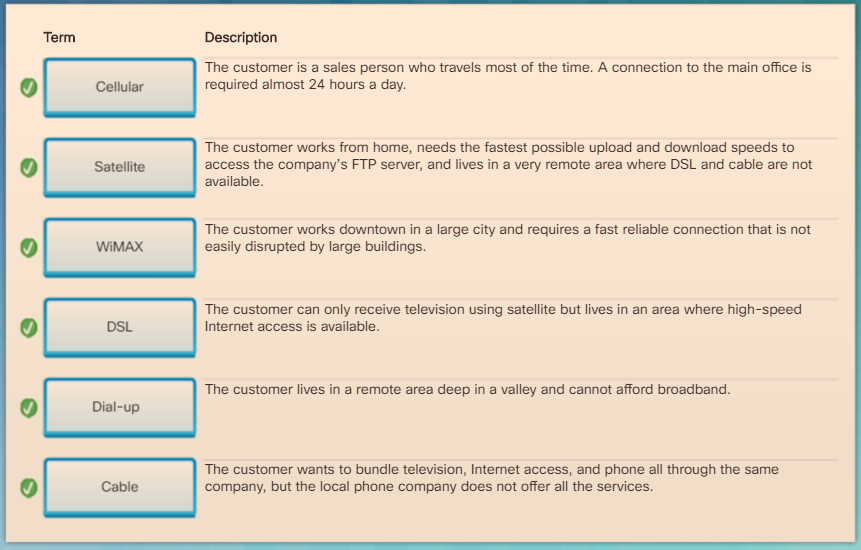 Term Description
Cellular
The customer is a sales person who travels most of the time. A connection to the main office is
required almost 24 hours a day.
Satellite
The customer works from home, needs the fastest possible upload and download speeds to
access the company's FTP server, and lives in a very remote area where DSL and cable are not
available.
WiMAX
The customer works downtown in a large city and requires a fast reliable connection that is not
easily disrupted by large buildings.
DSL
The customer can only receive television using satellite but lives in an area where high-speed
Internet access is available.
Dial-up
The customer lives in a remote area deep in a valley and cannot afford broadband.
Cable
The customer wants to bundle television, Internet access, and phone all through the same
company, but the local phone company does not offer all the services.